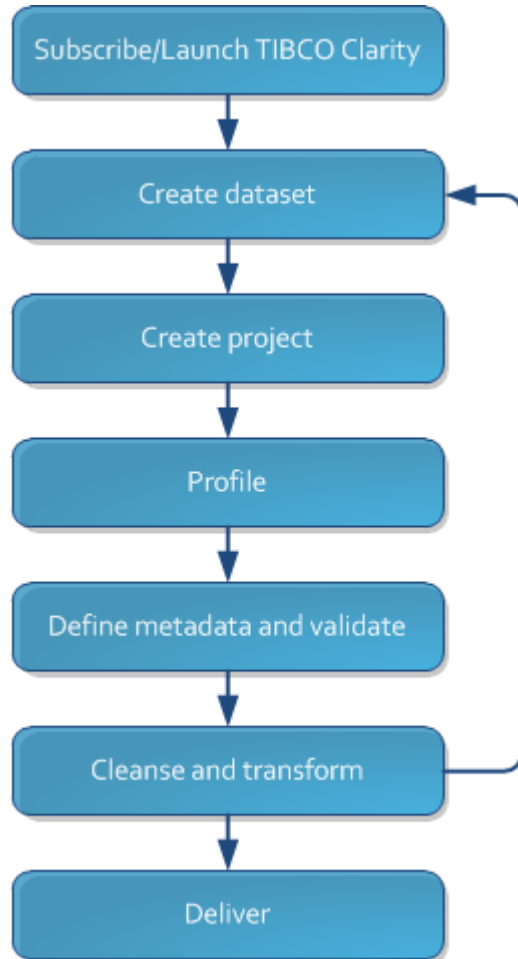 Subscribe/Launch TIBCO Clarity
Create dataset
Create project
Profile
Define metadata and validate
Cleanse and transform
Deliver